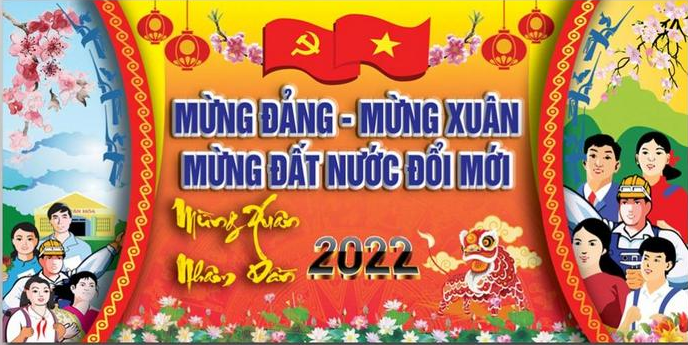 MỪNG ĐẢNG - MỪNG XUÂN
MỪNG ĐẤT NƯỚC ĐỔI MỚI
Mừng Xuân
Nhâm Dần 2022